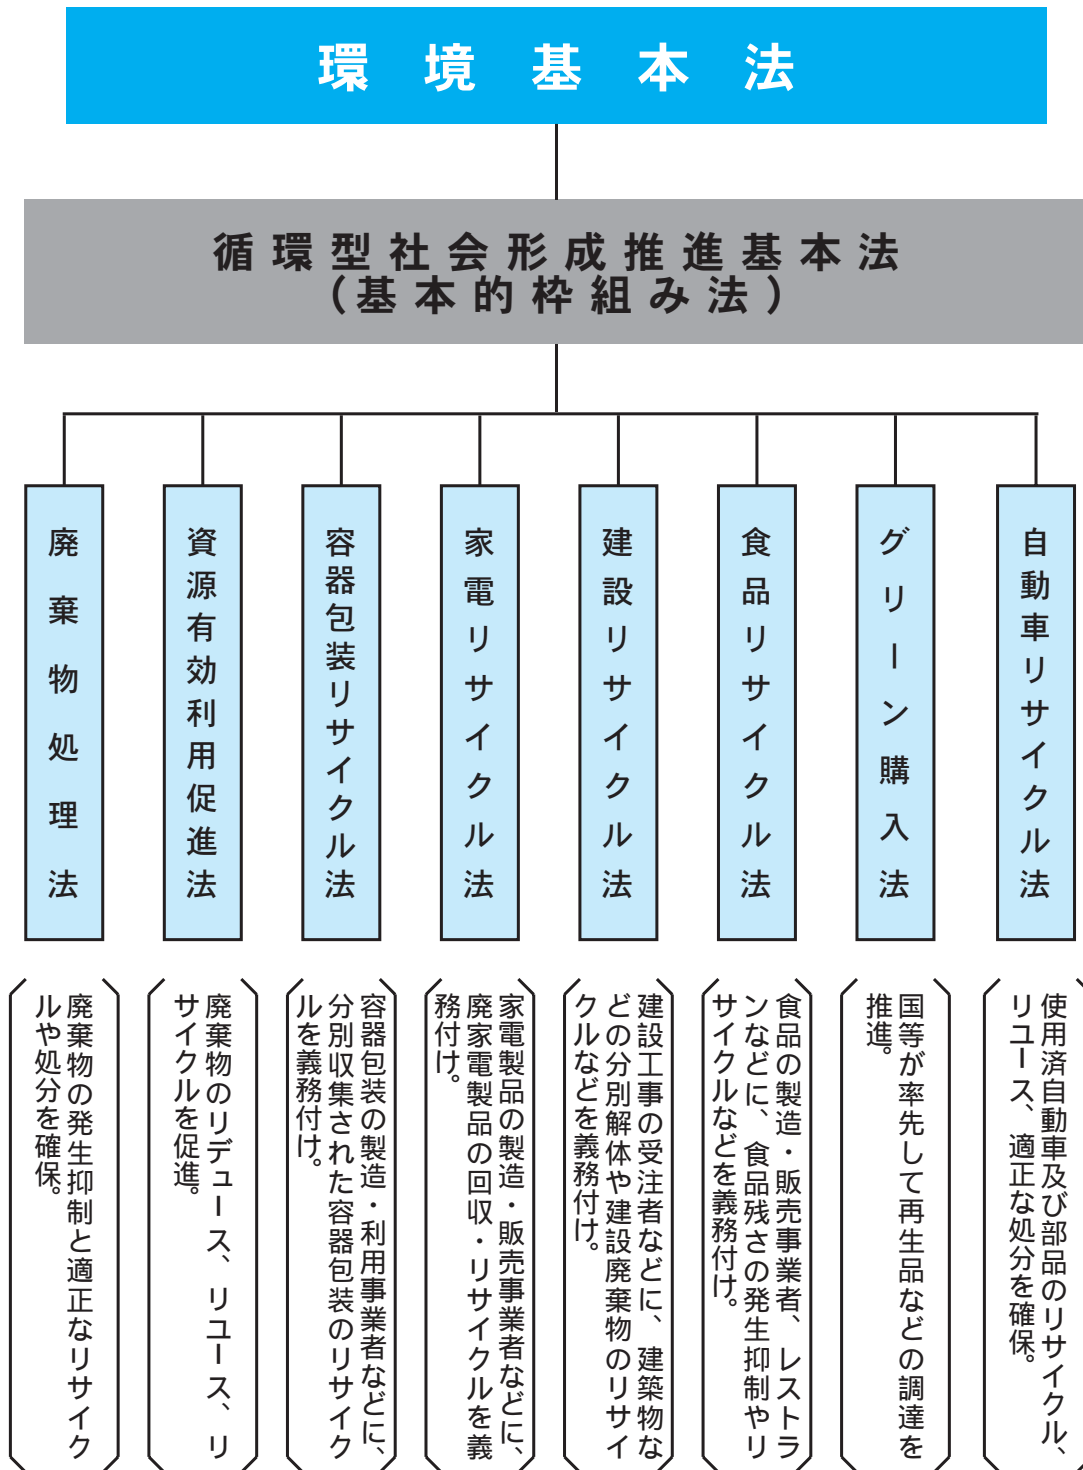 環境基本法
循環型社会形成推進基本法
（基本的枠組み法）
廃棄物処理法
資源有効利用促進法
容器包装リサイクル法
家電リサイクル法
建設リサイクル法
食品リサイクル法
グリーン購入法
自動車リサイクル法
廃棄物の発生抑制と適正なリサイク
ルや処分を確保。
廃棄物のリデュース、リユース、リ
サイクルを促進。
容器包装の製造・利用事業者などに、
分別収集された容器包装のリサイク
ルを義務付け。
家電製品の製造・販売事業者などに、
廃家電製品の回収・リサイクルを義
務付け。
建設工事の受注者などに、建築物な
どの分別解体や建設廃棄物のリサイ
クルなどを義務付け。
食品の製造・販売事業者、レストラ
ンなどに、食品残さの発生抑制やリ
サイクルなどを義務付け。
国等が率先して再生品などの調達を
推進。
使用済自動車及び部品のリサイクル、
リユース、適正な処分を確保。